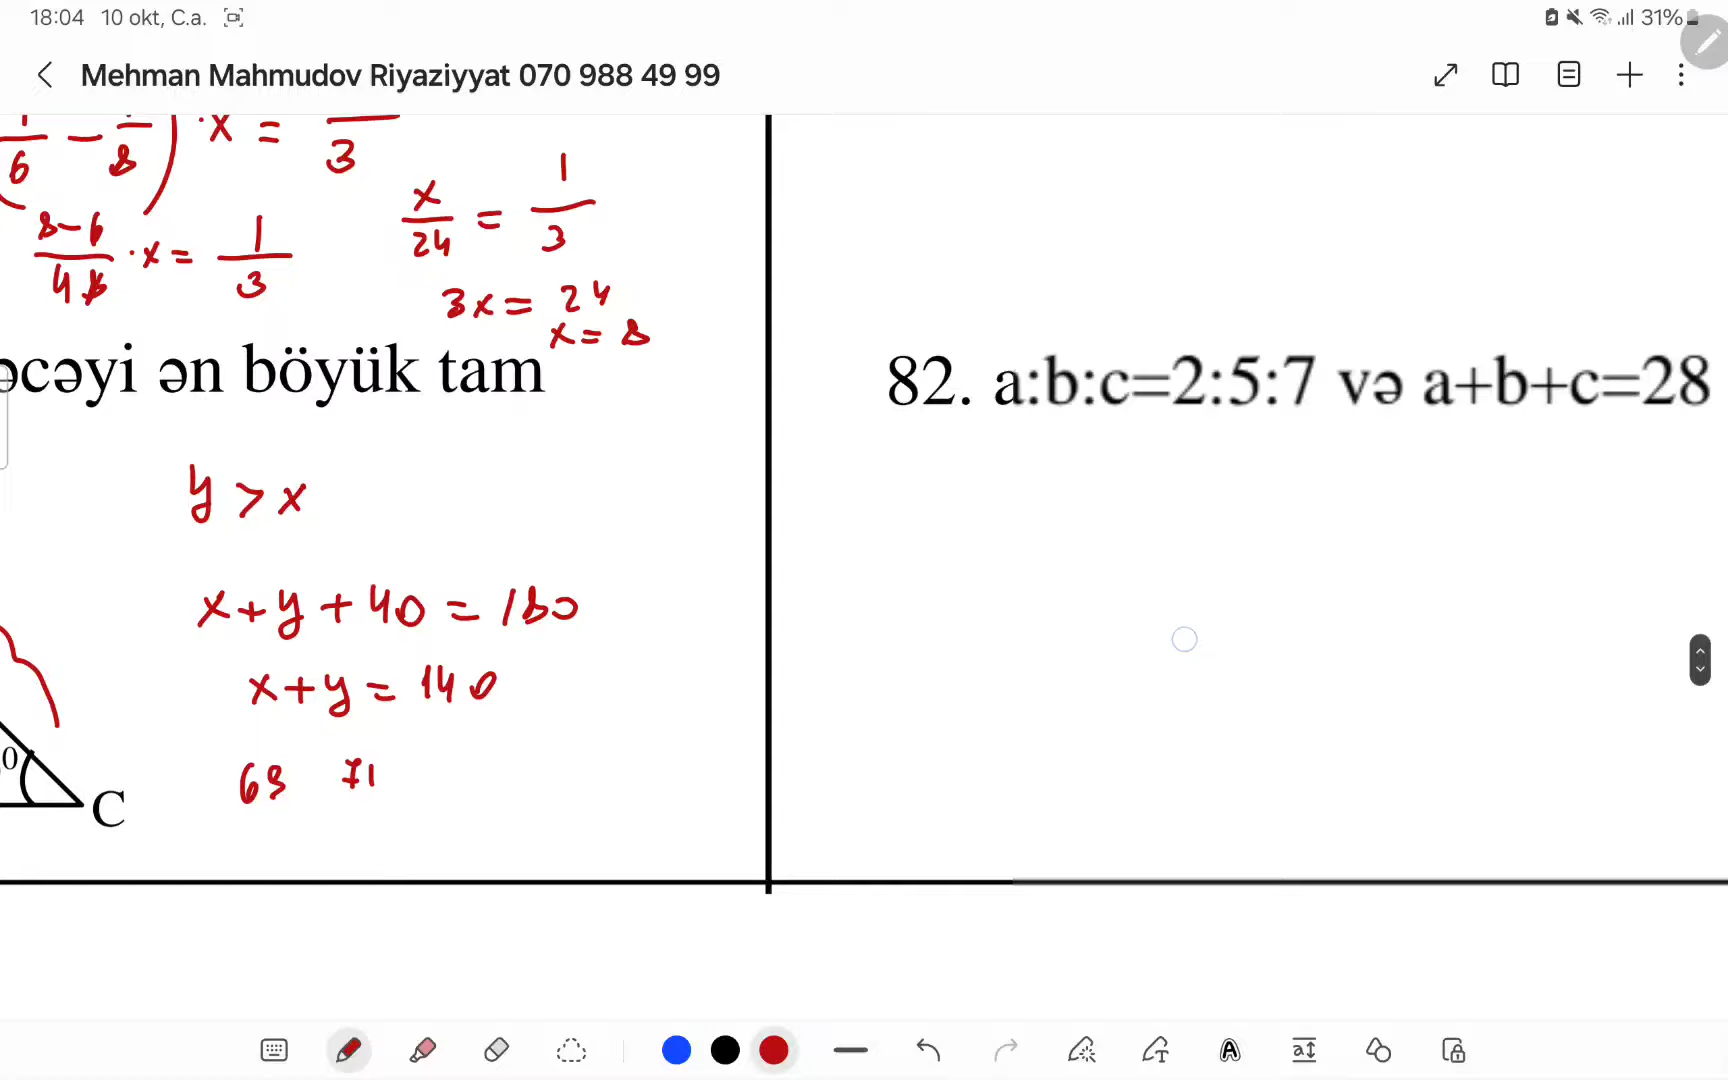 18:04 10 okt, C.a. 31%
Mehman Mahmudov Riyaziyyat 070 988 49 99
6 - 8) · x = 3
8-6/48 · x = 1/3
x/24 = 1/3
3x = 24
x = 8
əcəyi ən böyük tam
y > x
x + y + 40 = 180
x + y = 140
69 71
0
C
82. a:b:c=2:5:7 və a+b+c=28